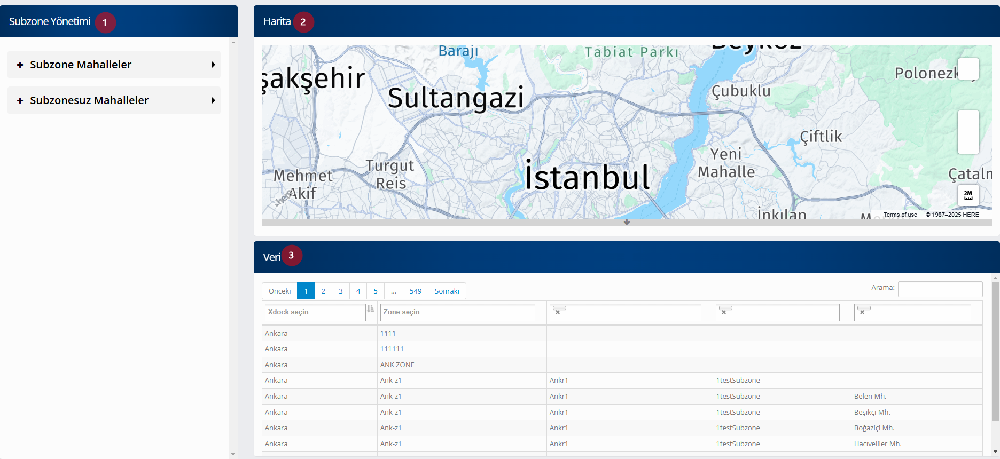 Subzone Yönetimi 1
+ Subzone Mahalleler
+ Subzonesuz Mahalleler
Harita 2
Barajı
Tabiat Parkı
Beykoz
şakşehir
Sultangazi
Çubuklu
Polonezk
Çiftlik
Turgut
Reis
Mehmet
Akif
İstanbul
Yeni
Mahalle
Çataln
here
2M
İnkılap
Terms of use © 1987–2025 HERE
Veri 3
Önceki 1 2 3 4 5 ... 549 Sonraki
Arama:
Xdock seçin Zone seçin × × ×
Ankara 1111
Ankara 111111
Ankara ANK ZONE
Ankara Ank-z1 Ankr1 1testSubzone
Ankara Ank-z1 Ankr1 1testSubzone Belen Mh.
Ankara Ank-z1 Ankr1 1testSubzone Beşikçi Mh.
Ankara Ank-z1 Ankr1 1testSubzone Boğaziçi Mh.
Ankara Ank-z1 Ankr1 1testSubzone Hacıveliler Mh.